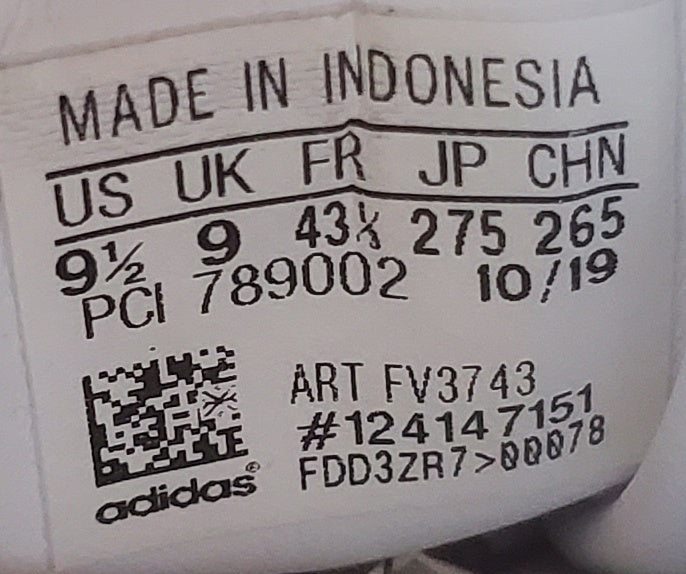 MADE IN INDONESIA
US UK FR JP CHN
9½ 9 43⅓ 275 265
PCI 789002 10/19
ART FV3743
#124147151
FDD3ZR7>00078
adidas®